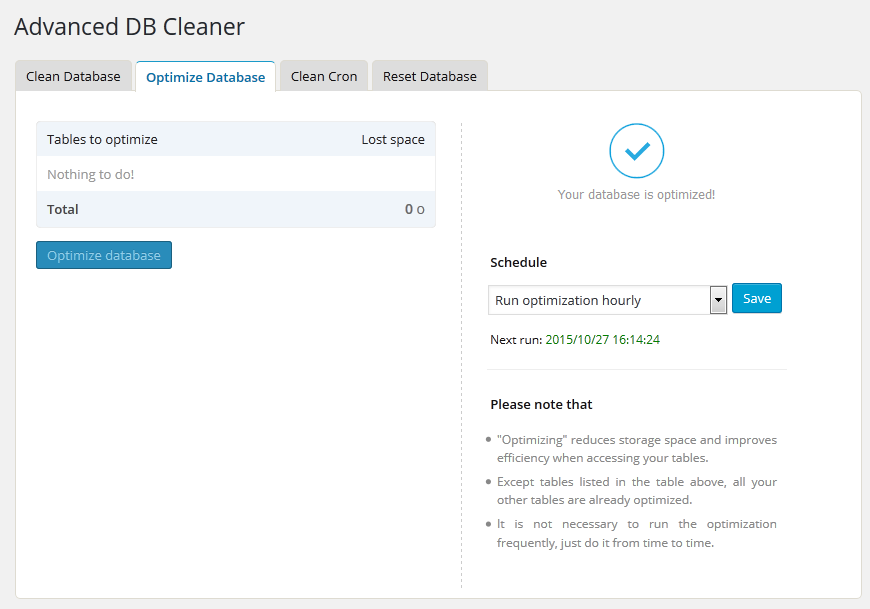 Advanced DB Cleaner
Clean Database
Optimize Database
Clean Cron
Reset Database
Tables to optimize Lost space
Nothing to do!
Total 0 o
Optimize database
Your database is optimized!
Schedule
Run optimization hourly
Save
Next run: 2015/10/27 16:14:24
Please note that
"Optimizing" reduces storage space and improves
efficiency when accessing your tables.
Except tables listed in the table above, all your
other tables are already optimized.
It is not necessary to run the optimization
frequently, just do it from time to time.